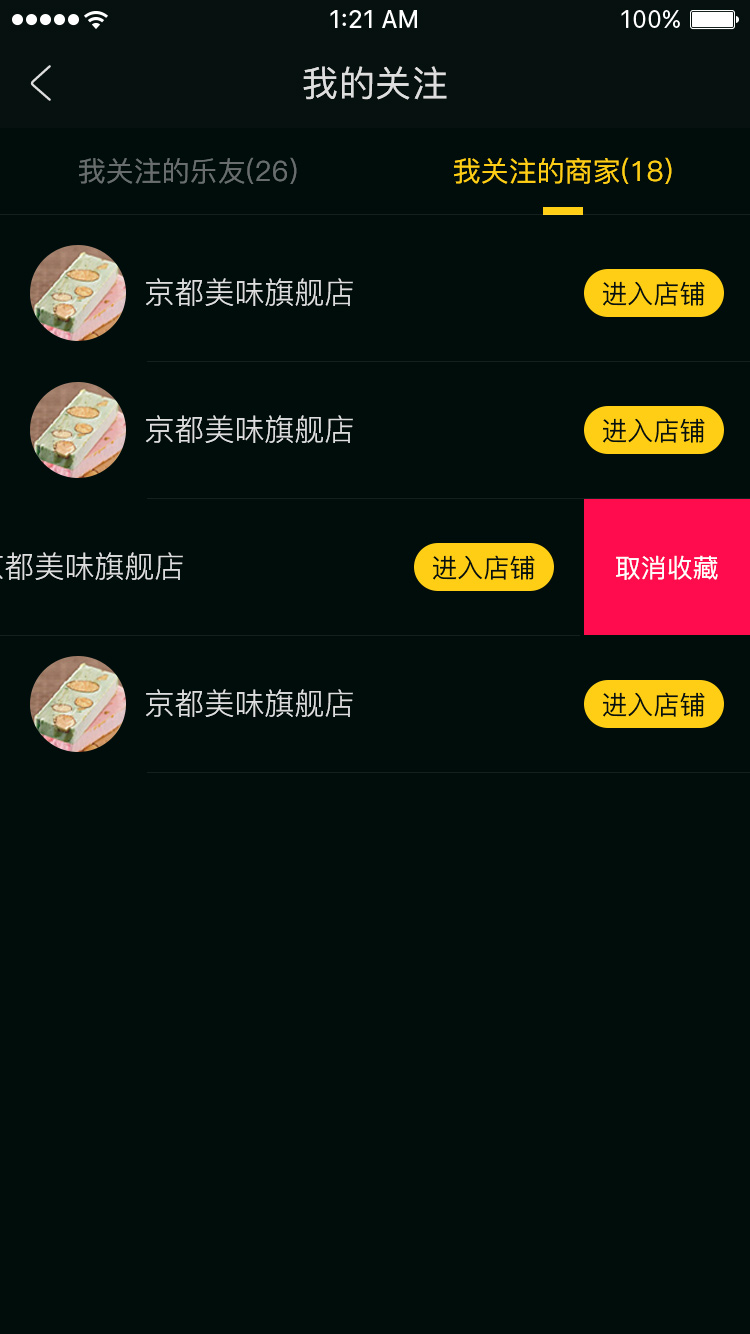 1:21 AM 100%
我的关注
我关注的乐友(26) 我关注的商家(18)
京都美味旗舰店 进入店铺
京都美味旗舰店 进入店铺
都美味旗舰店 进入店铺 取消收藏
京都美味旗舰店 进入店铺